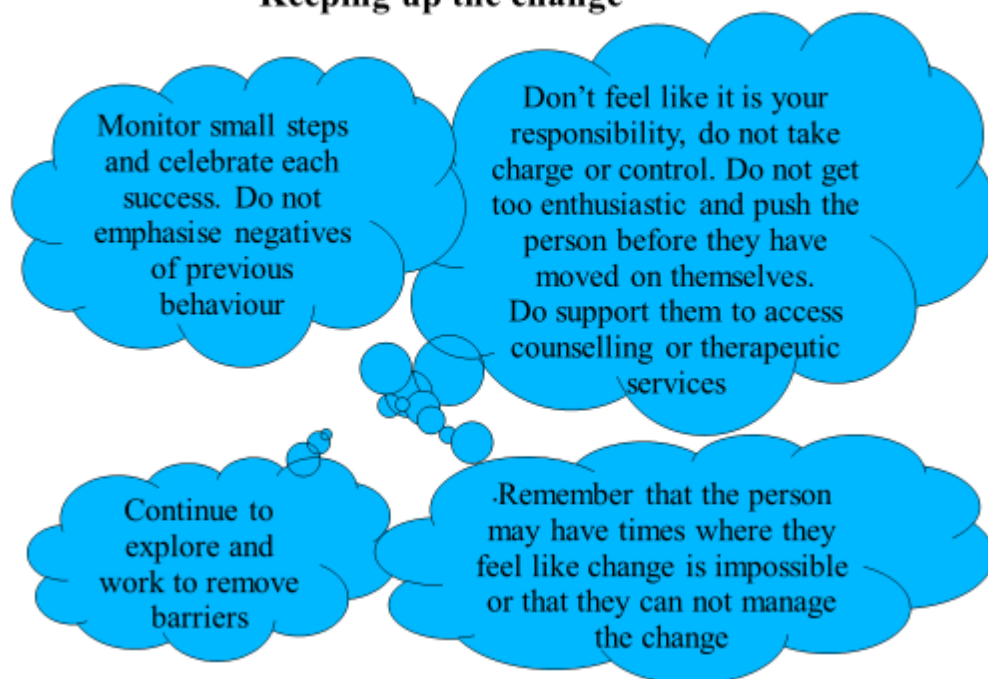 Keeping up the change
Monitor small steps
and celebrate each
success. Do not
emphasise negatives
of previous
behaviour
Don’t feel like it is your
responsibility, do not take
charge or control. Do not get
too enthusiastic and push the
person before they have
moved on themselves.
Do support them to access
counselling or therapeutic
services
Continue to
explore and
work to remove
barriers
.Remember that the person
may have times where they
feel like change is impossible
or that they can not manage
the change